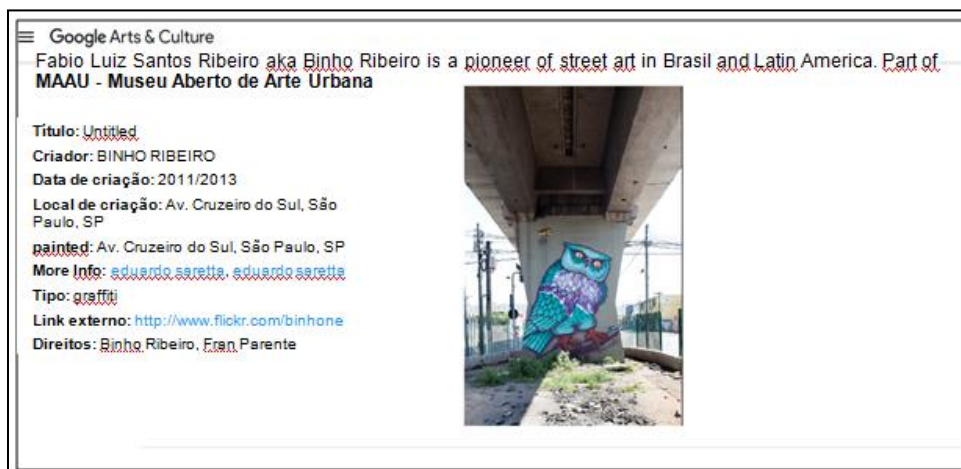 Google Arts & Culture
Fabio Luiz Santos Ribeiro aka Binho Ribeiro is a pioneer of street art in Brasil and Latin America. Part of
MAAU - Museu Aberto de Arte Urbana
Título: Untitled
Criador: BINHO RIBEIRO
Data de criação: 2011/2013
Local de criação: Av. Cruzeiro do Sul, São
Paulo, SP
painted: Av. Cruzeiro do Sul, São Paulo, SP
More Info: eduardo saretta, eduardo saretta
Tipo: graffiti
Link externo: http://www.flickr.com/binhone
Direitos: Binho Ribeiro, Fran Parente